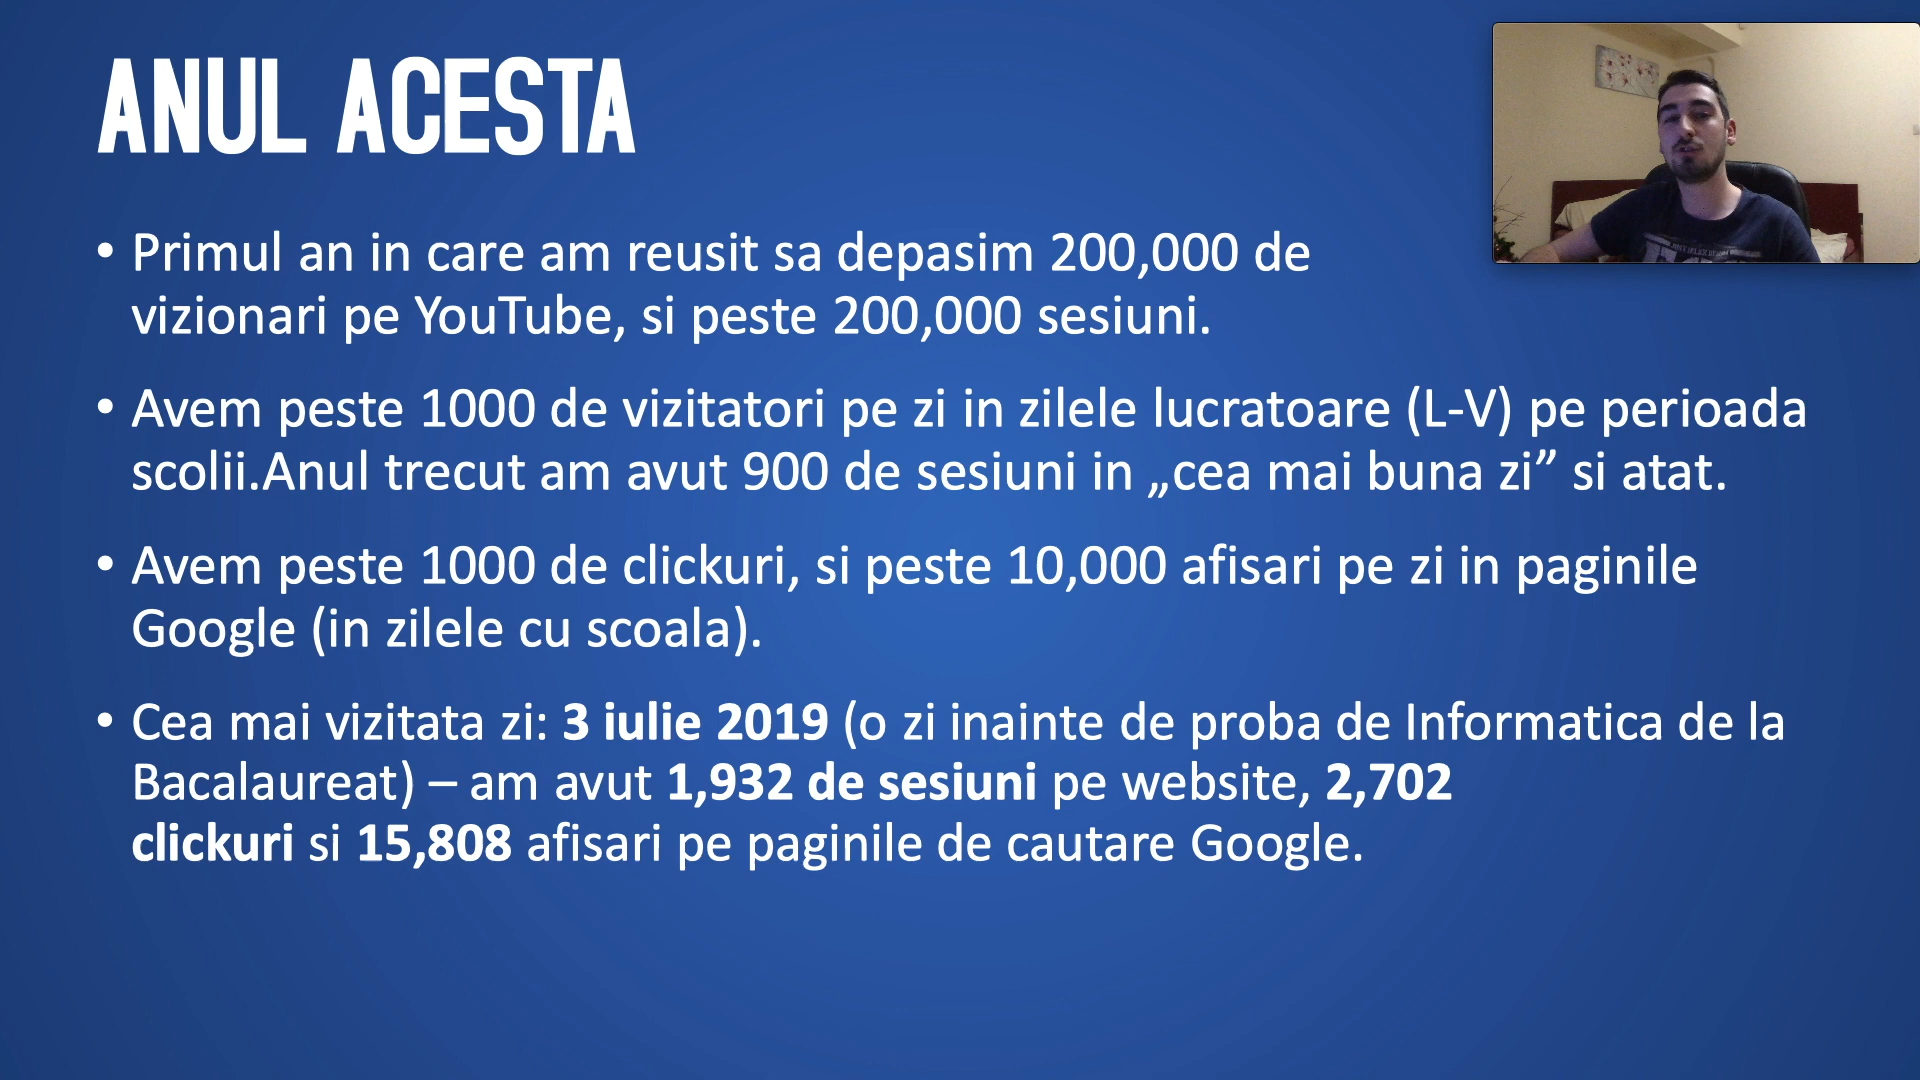 ANUL ACESTA
• Primul an in care am reusit sa depasim 200,000 de
vizionari pe YouTube, si peste 200,000 sesiuni.
• Avem peste 1000 de vizitatori pe zi in zilele lucratoare (L-V) pe perioada
scolii.Anul trecut am avut 900 de sesiuni in „cea mai buna zi” si atat.
• Avem peste 1000 de clickuri, si peste 10,000 afisari pe zi in paginile
Google (in zilele cu scoala).
• Cea mai vizitata zi: 3 iulie 2019 (o zi inainte de proba de Informatica de la
Bacalaureat) – am avut 1,932 de sesiuni pe website, 2,702
clickuri si 15,808 afisari pe paginile de cautare Google.